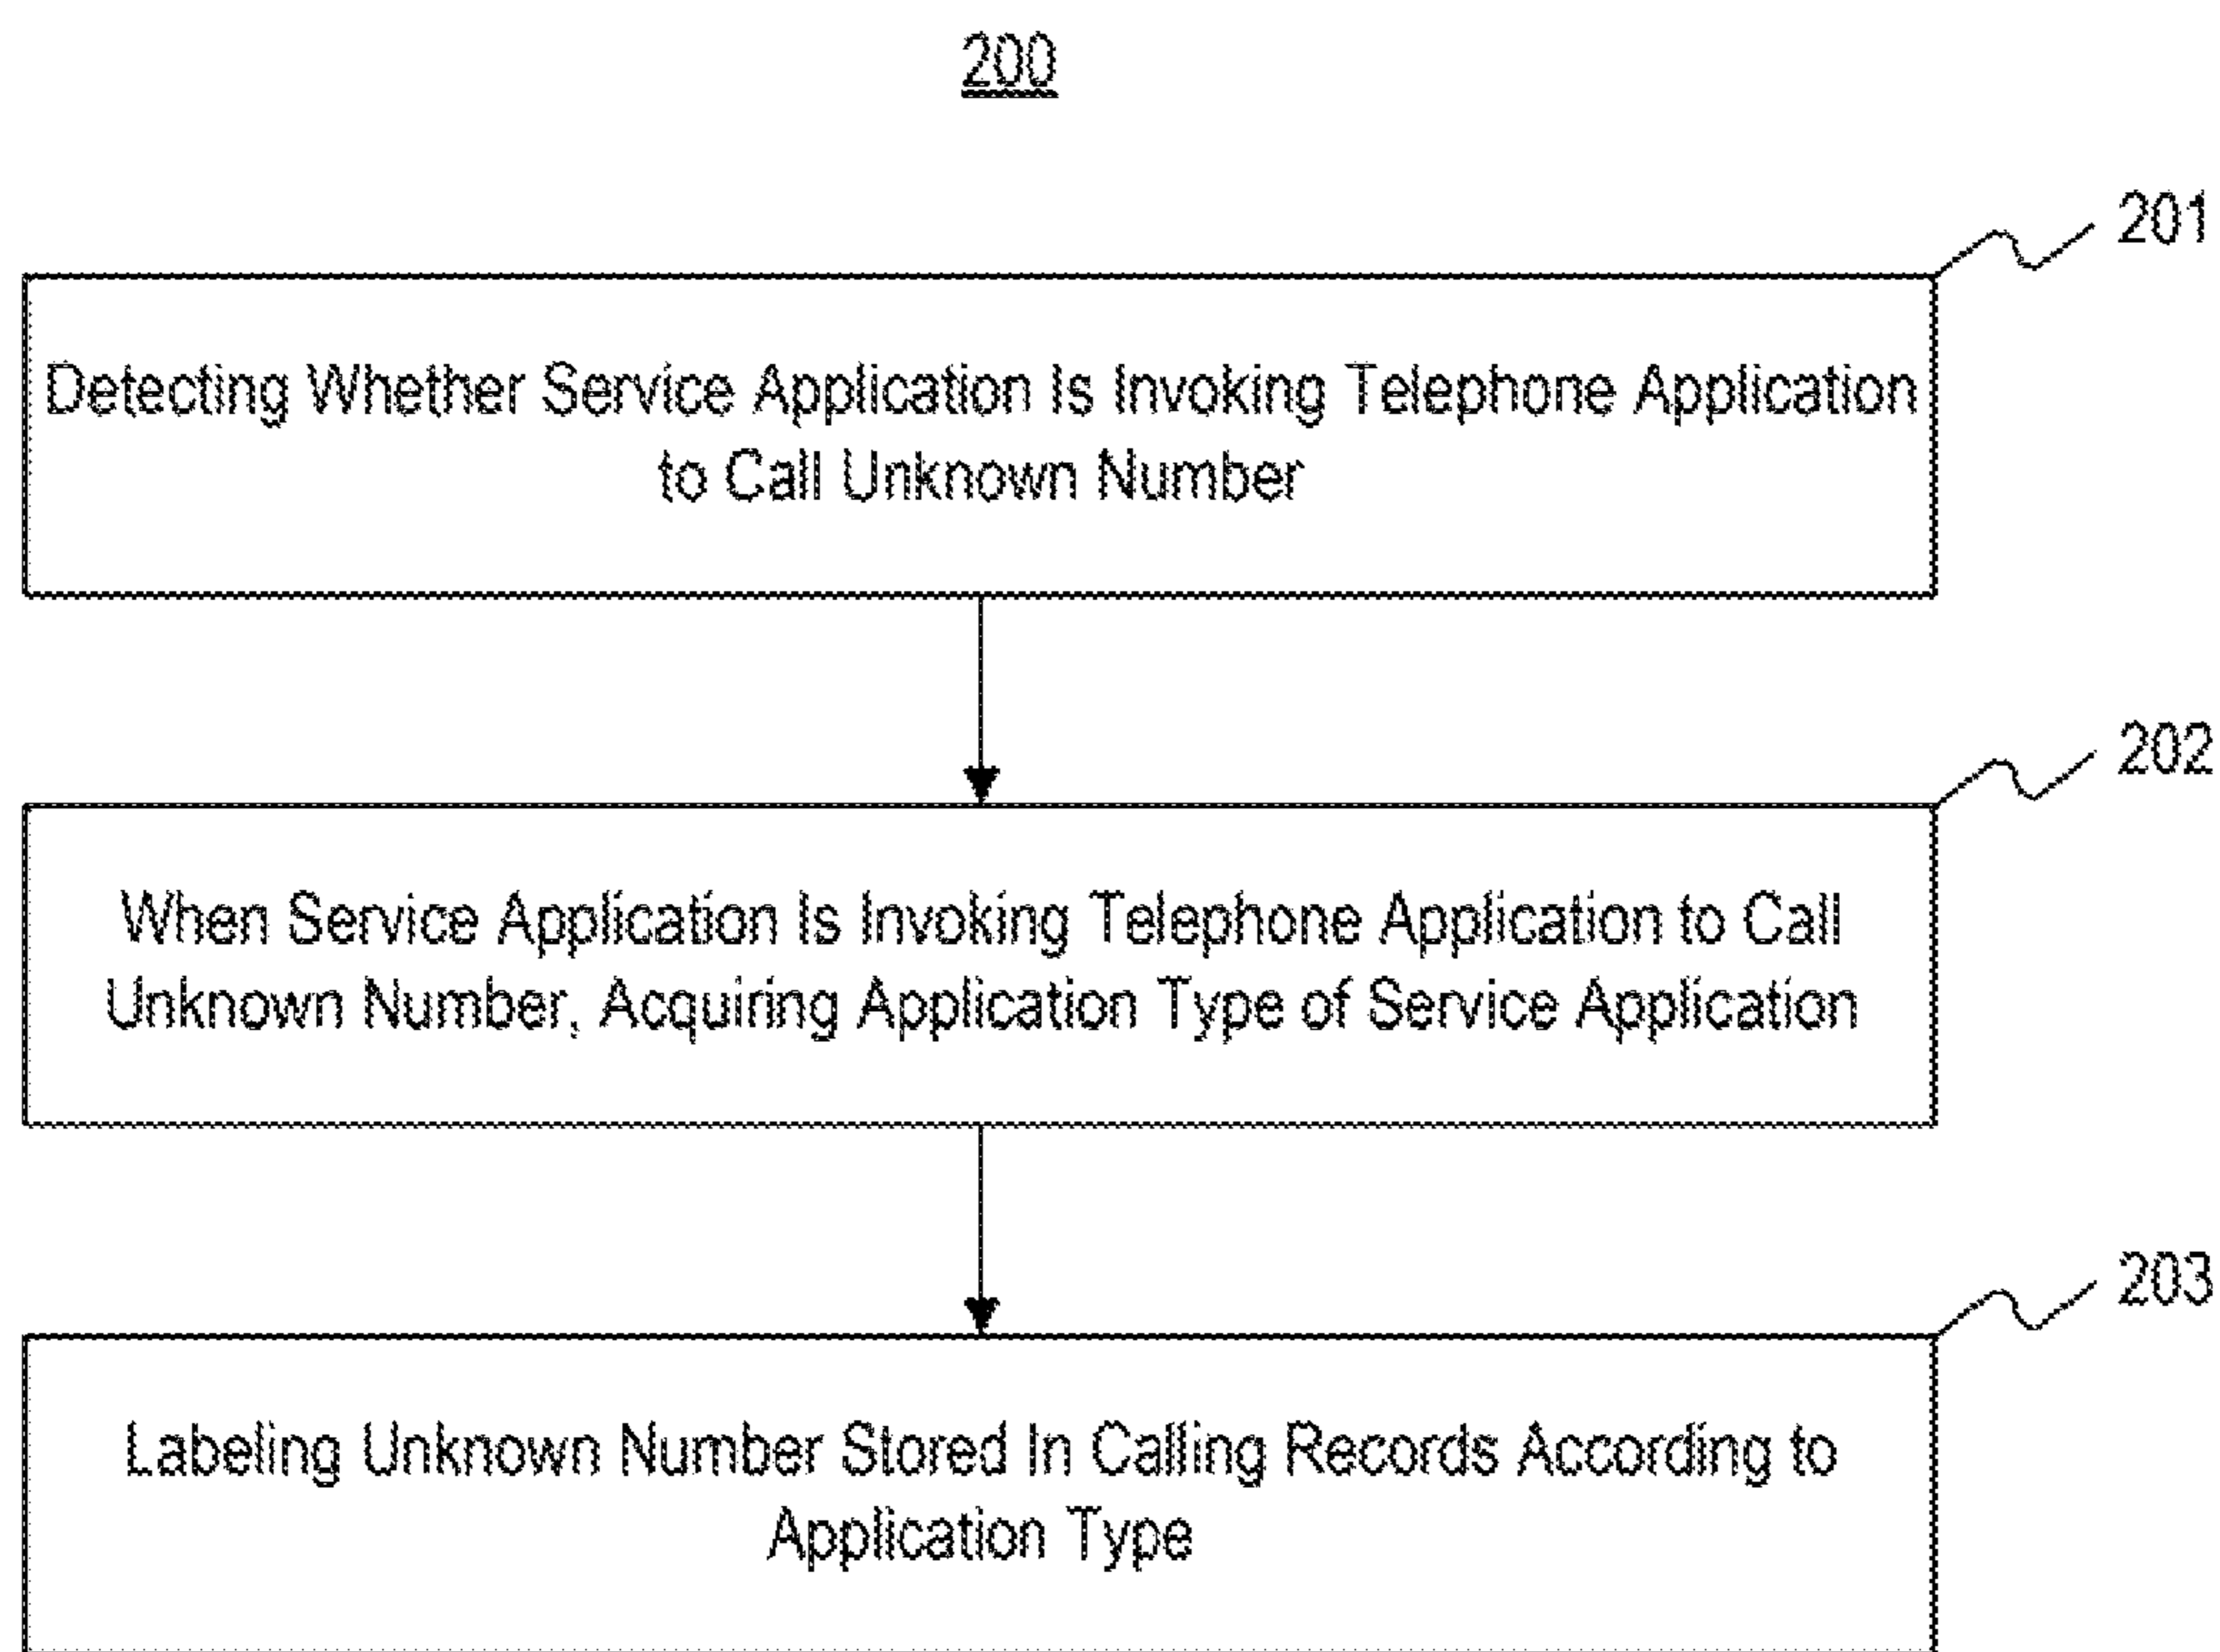 200
201
Detecting Whether Service Application Is Invoking Telephone Application
to Call Unknown Number
202
When Service Application Is Invoking Telephone Application to Call
Unknown Number, Acquiring Application Type of Service Application
203
Labeling Unknown Number Stored In Calling Records According to
Application Type